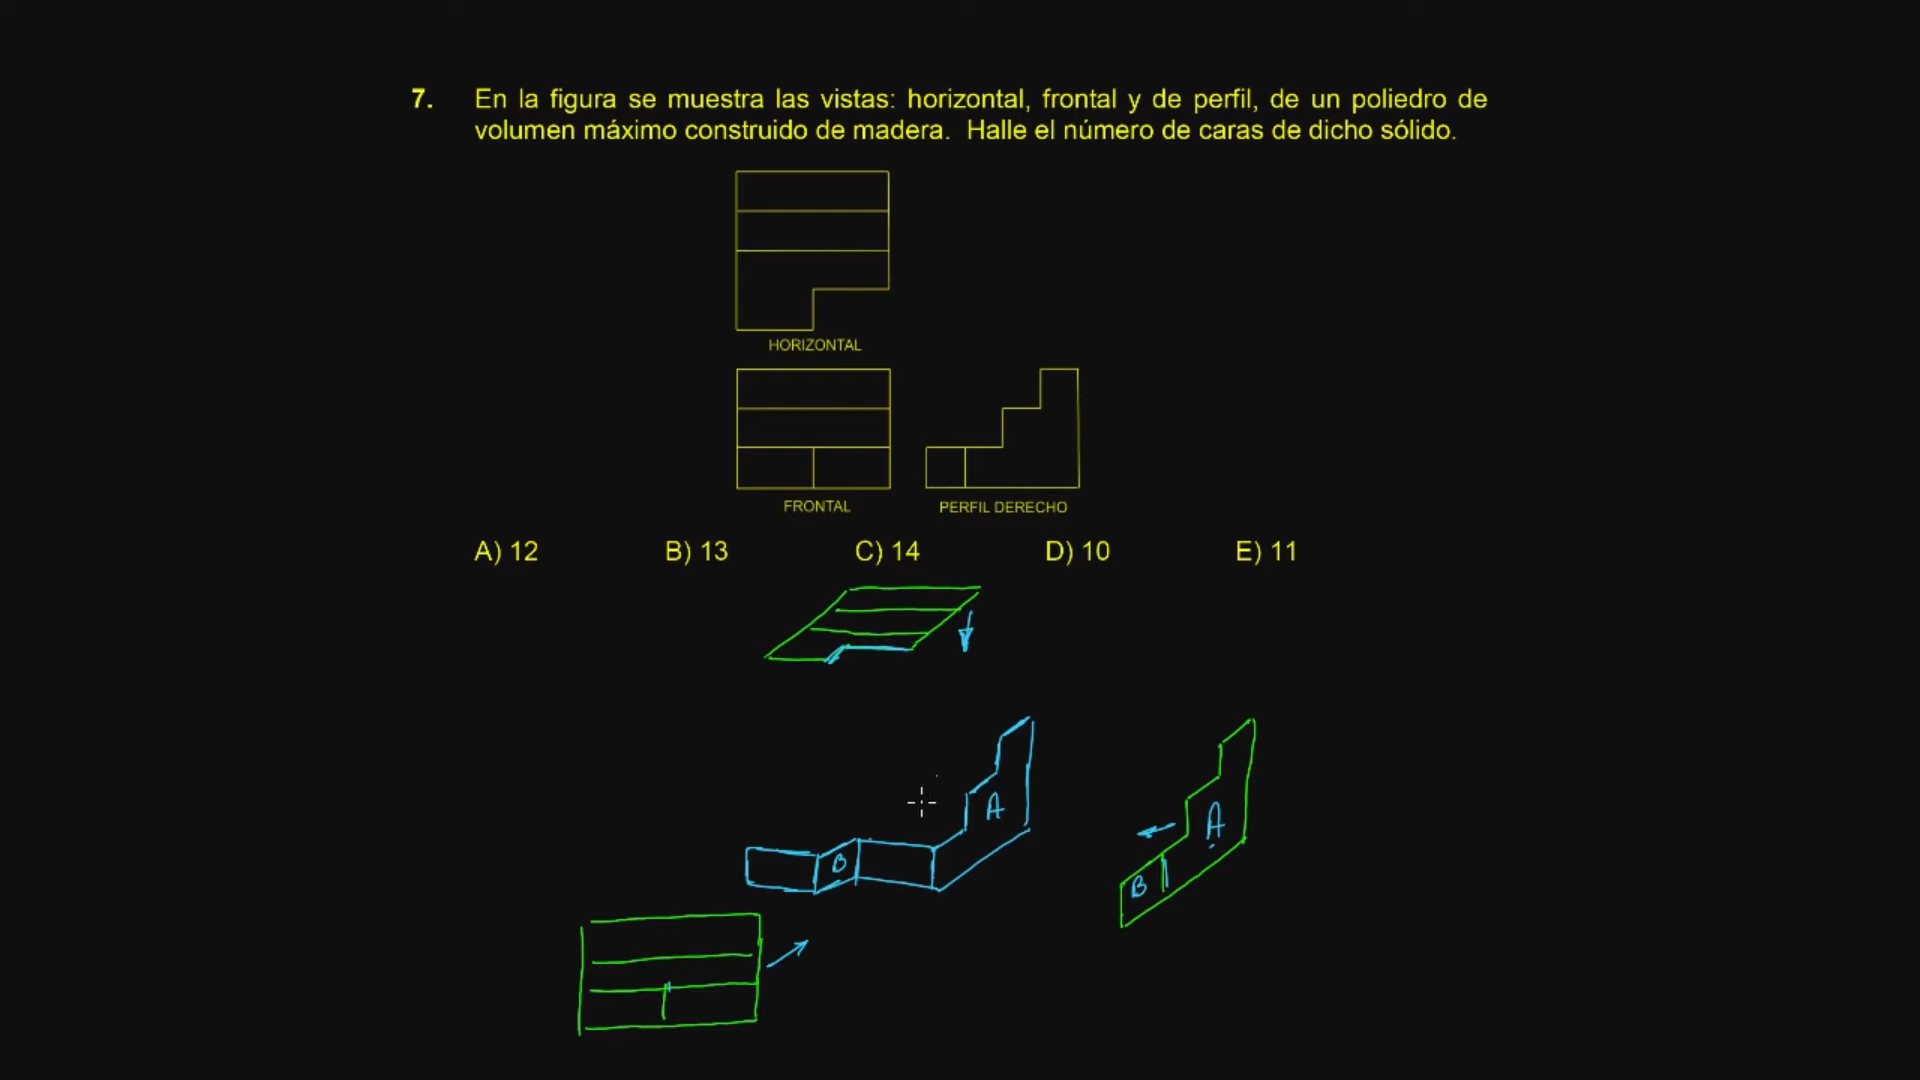 7. En la figura se muestra las vistas: horizontal, frontal y de perfil, de un poliedro de
volumen máximo construido de madera. Halle el número de caras de dicho sólido.
HORIZONTAL
FRONTAL PERFIL DERECHO
A) 12 B) 13 C) 14 D) 10 E) 11
A A
B B